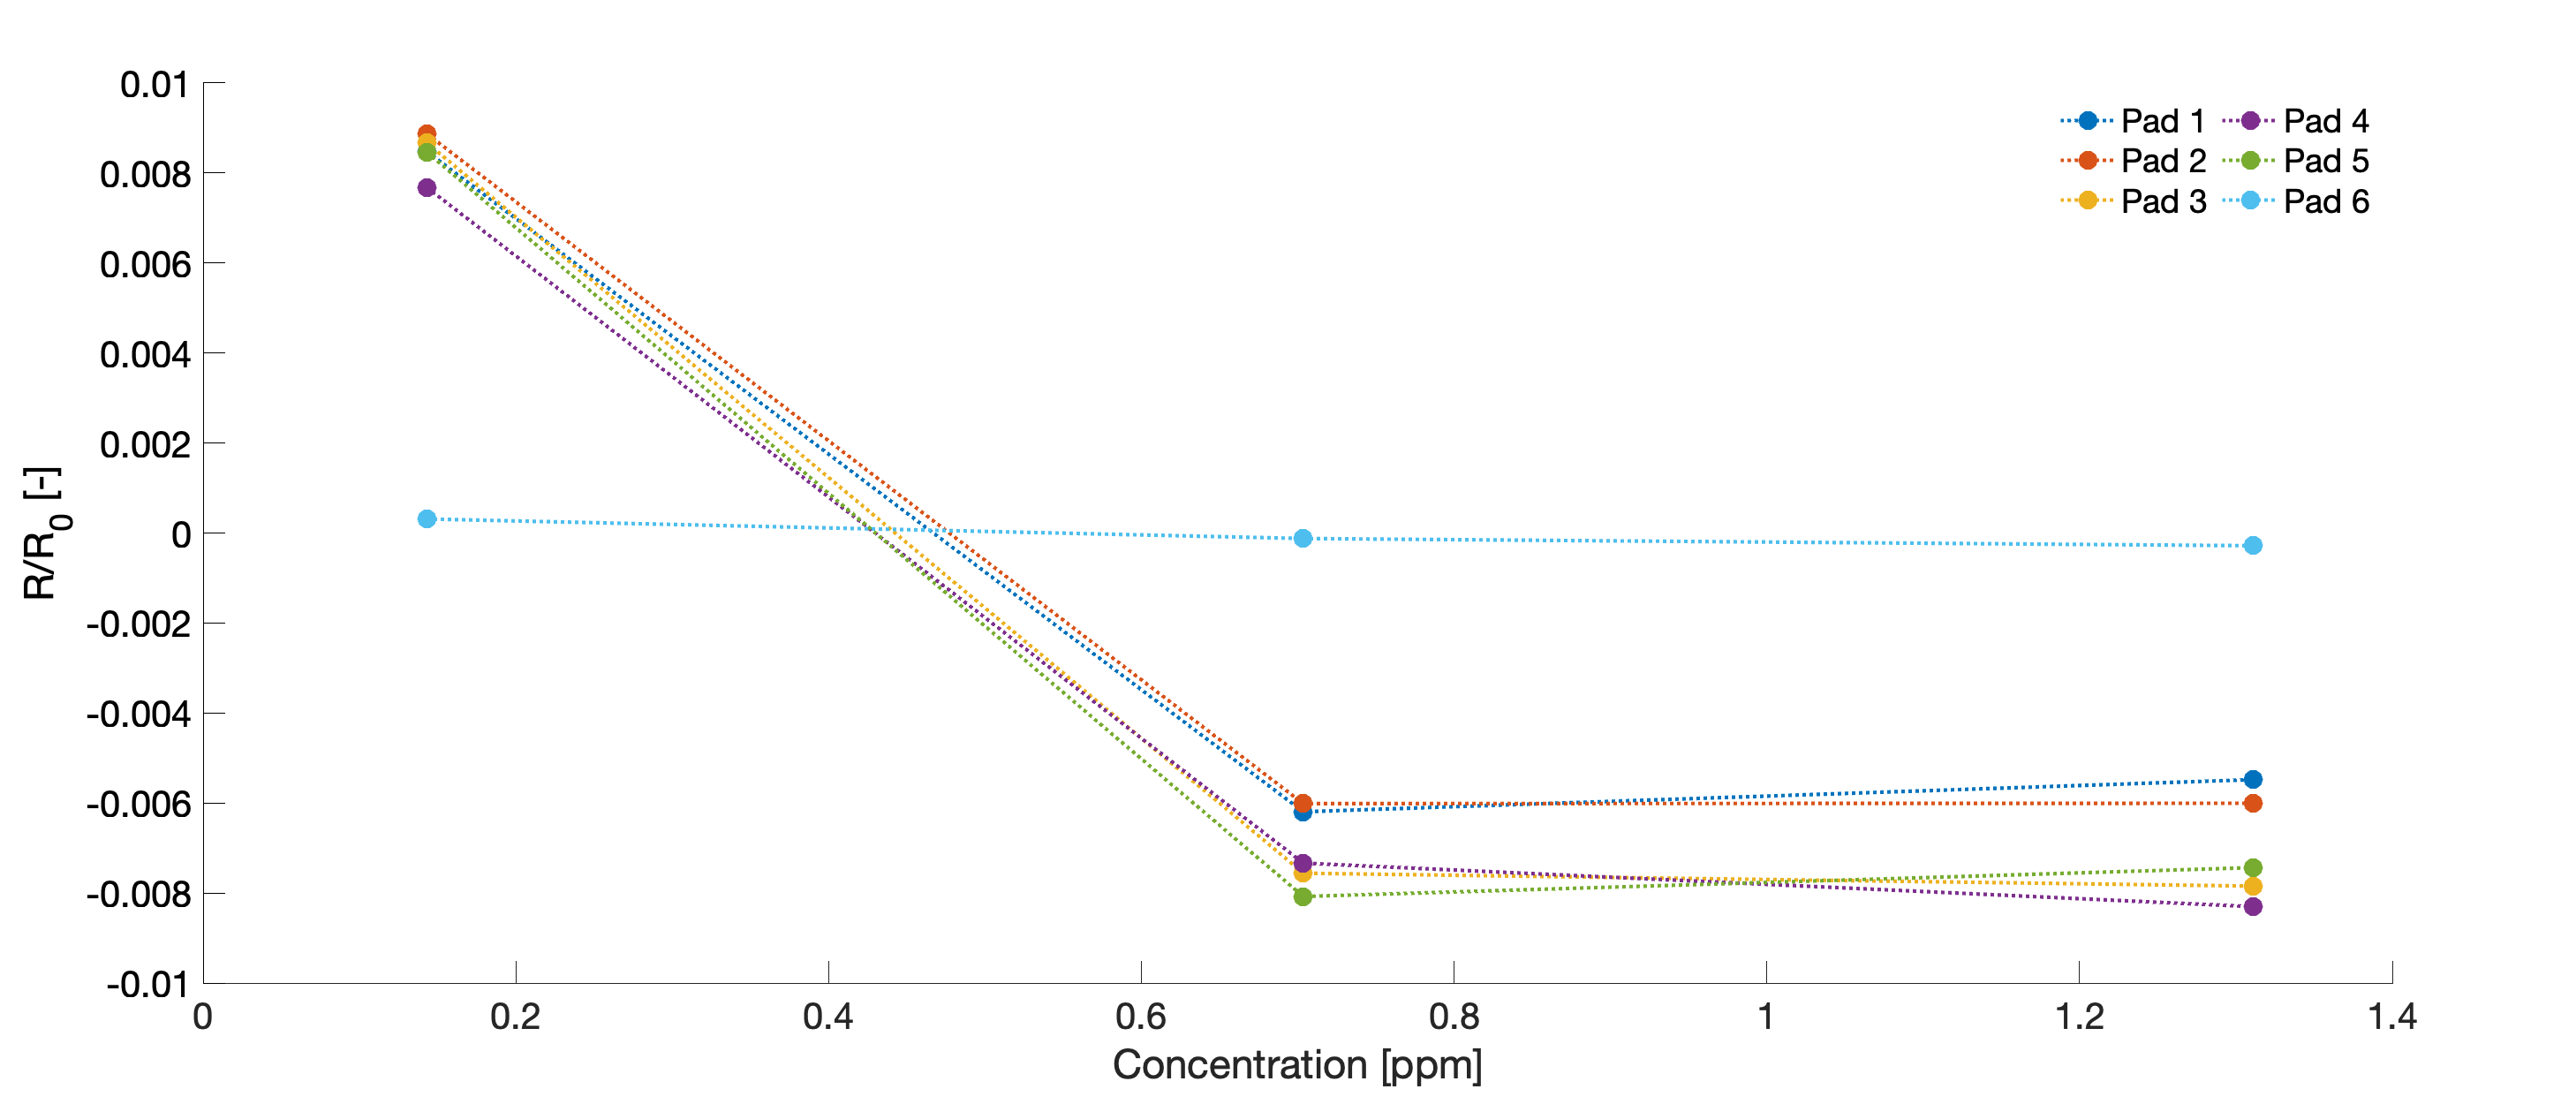 0.01
0.008
0.006
0.004
0.002
0
-0.002
-0.004
-0.006
-0.008
-0.01
R/R0 [-]
0 0.2 0.4 0.6 0.8 1 1.2 1.4
Concentration [ppm]
Pad 1 Pad 4
Pad 2 Pad 5
Pad 3 Pad 6